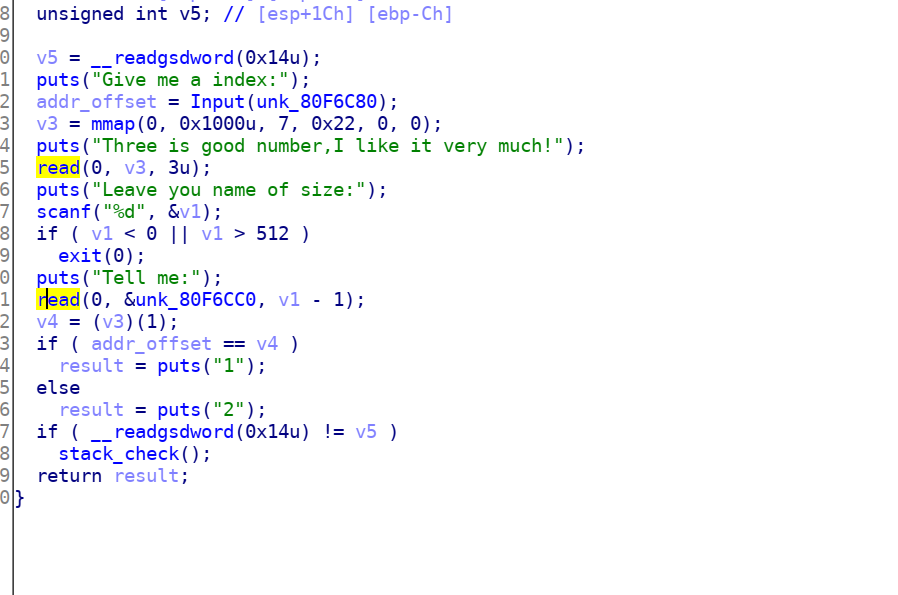 8  unsigned int v5; // [esp+1Ch] [ebp-Ch]
9
0  v5 = __readgsdword(0x14u);
1  puts("Give me a index:");
2  addr_offset = Input(unk_80F6C80);
3  v3 = mmap(0, 0x1000u, 7, 0x22, 0, 0);
4  puts("Three is good number,I like it very much!");
5  read(0, v3, 3u);
6  puts("Leave you name of size:");
7  scanf("%d", &v1);
8  if ( v1 < 0 || v1 > 512 )
9    exit(0);
0  puts("Tell me:");
1  read(0, &unk_80F6CC0, v1 - 1);
2  v4 = (v3)(1);
3  if ( addr_offset == v4 )
4    result = puts("1");
5  else
6    result = puts("2");
7  if ( __readgsdword(0x14u) != v5 )
8    stack_check();
9  return result;
0}